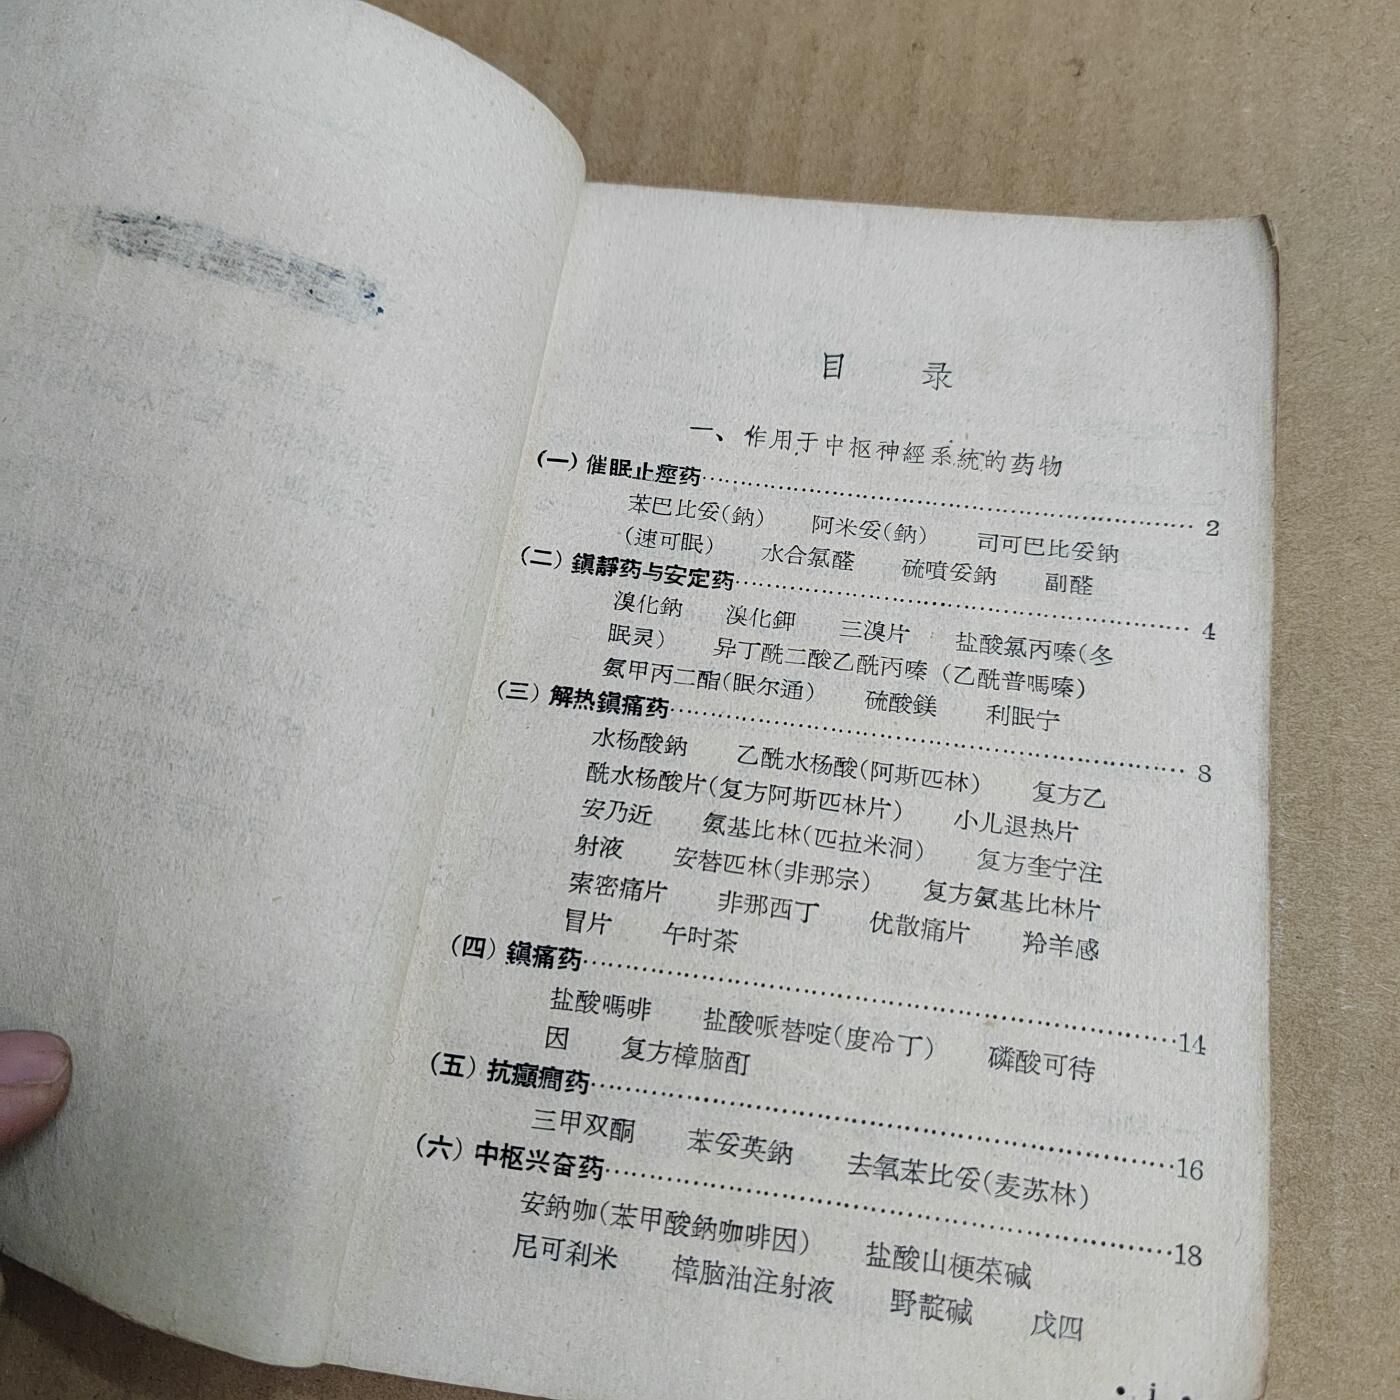 目 录
一、作用于中枢神經系統的药物
(一) 催眠止痙药……2
苯巴比妥(鈉) 阿米妥(鈉) 司可巴比妥鈉
(速可眠) 水合氯醛 硫噴妥鈉 副醛
(二) 鎮靜药与安定药……4
溴化鈉 溴化鉀 三溴片 盐酸氯丙嗪(冬
眠灵) 异丁酰二酸乙酰丙嗪(乙酰普嗎嗪)
氨甲丙二酯(眠尔通) 硫酸鎂 利眠宁
(三) 解热鎮痛药……8
水杨酸鈉 乙酰水杨酸(阿斯匹林) 复方乙
酰水杨酸片(复方阿斯匹林片) 小儿退热片
安乃近 氨基比林(匹拉米洞) 复方奎宁注
射液 安替匹林(非那宗) 复方氨基比林片
索密痛片 非那西丁 优散痛片 羚羊感
冒片 午时茶
(四) 鎮痛药……14
盐酸嗎啡 盐酸哌替啶(度冷丁) 磷酸可待
因 复方樟脑酊
(五) 抗癲癎药……16
三甲双酮 苯妥英鈉 去氧苯比妥(麦苏林)
(六) 中枢兴奋药……18
安鈉咖(苯甲酸鈉咖啡因) 盐酸山梗菜碱
尼可刹米 樟脑油注射液 野靛碱 戊四
• i •